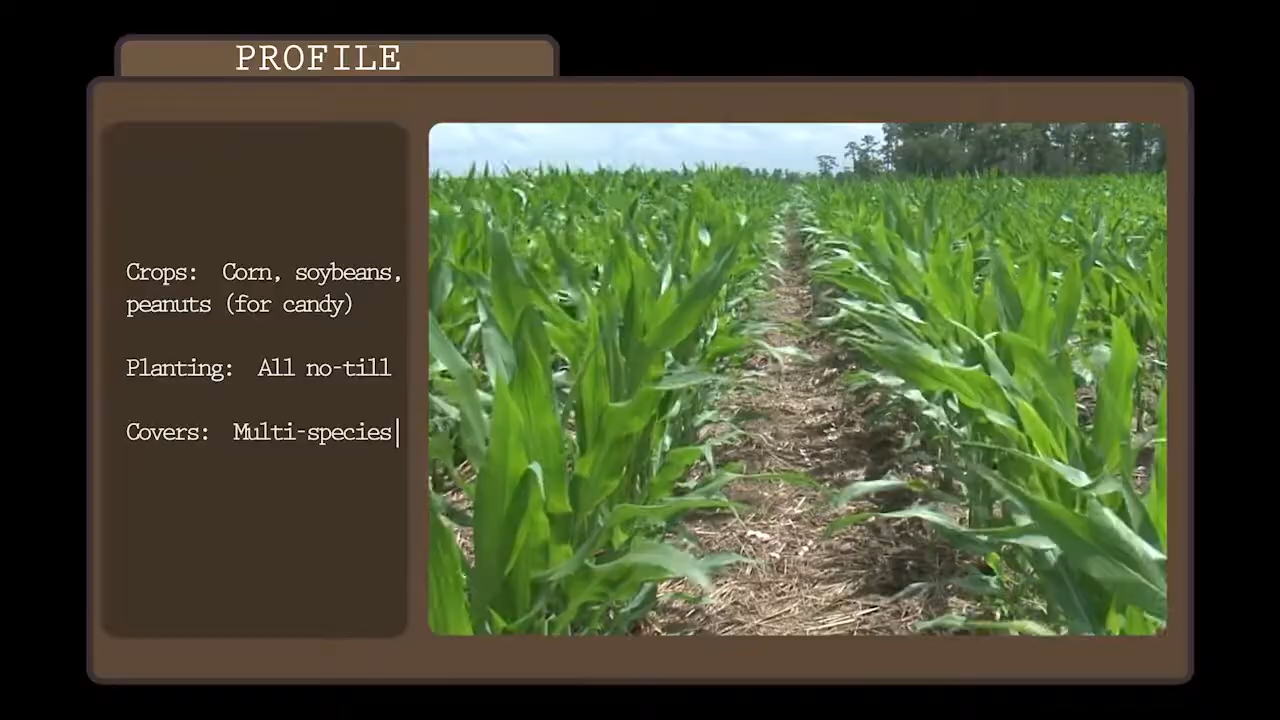 PROFILE
Crops: Corn, soybeans,
peanuts (for candy)
Planting: All no-till
Covers: Multi-species